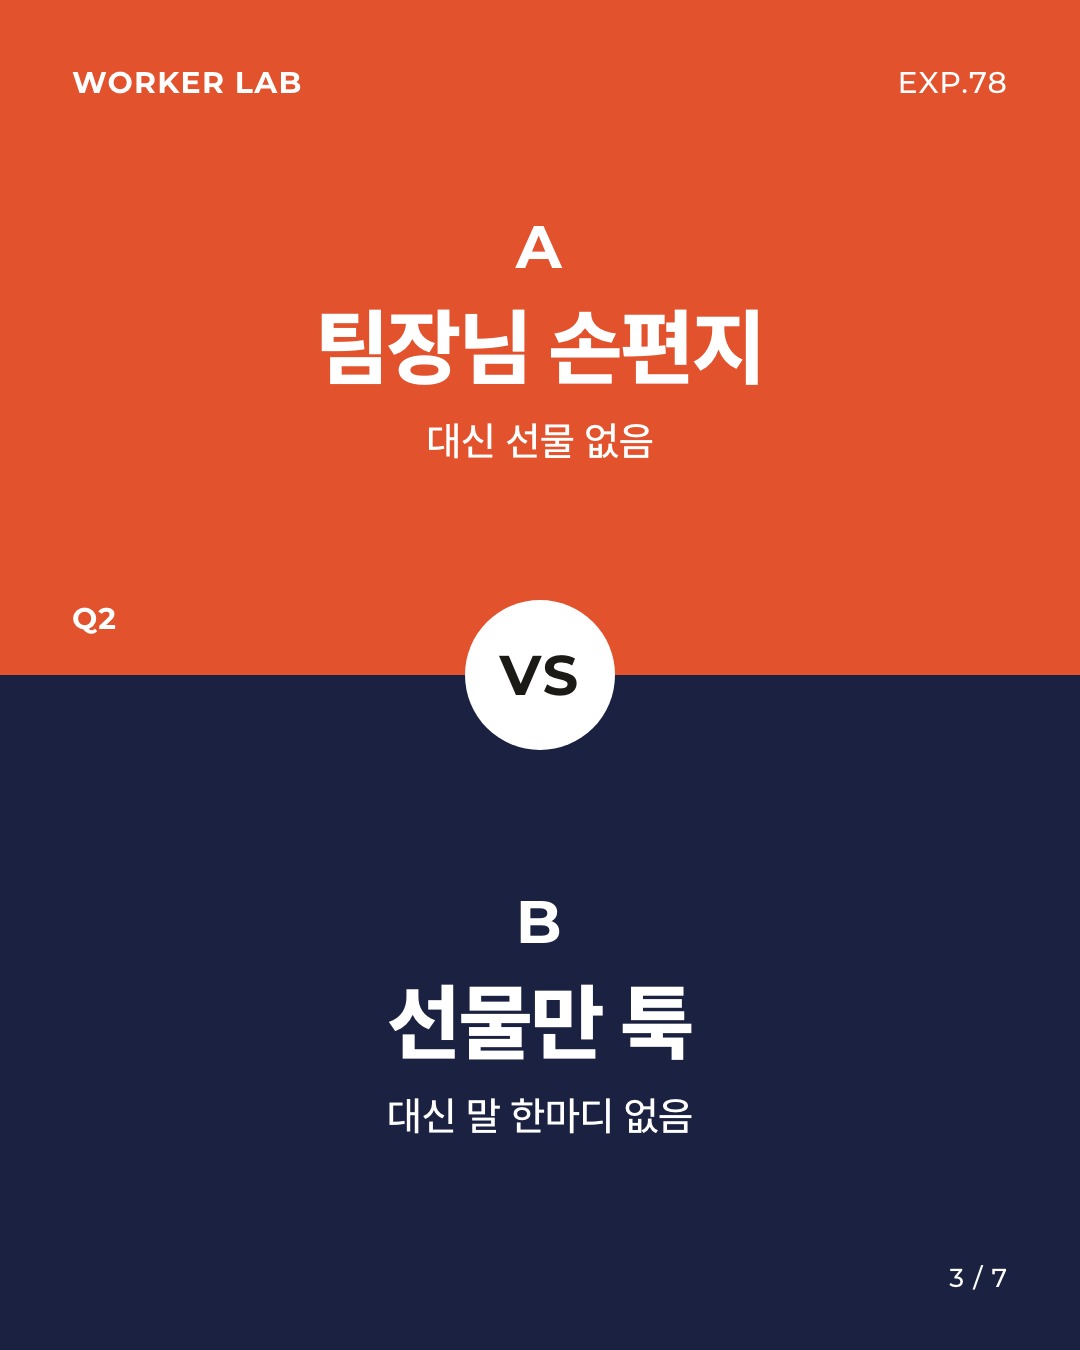 WORKER LAB
EXP.78
A
팀장님 손편지
대신 선물 없음
Q2
VS
B
선물만 툭
대신 말 한마디 없음
3 / 7